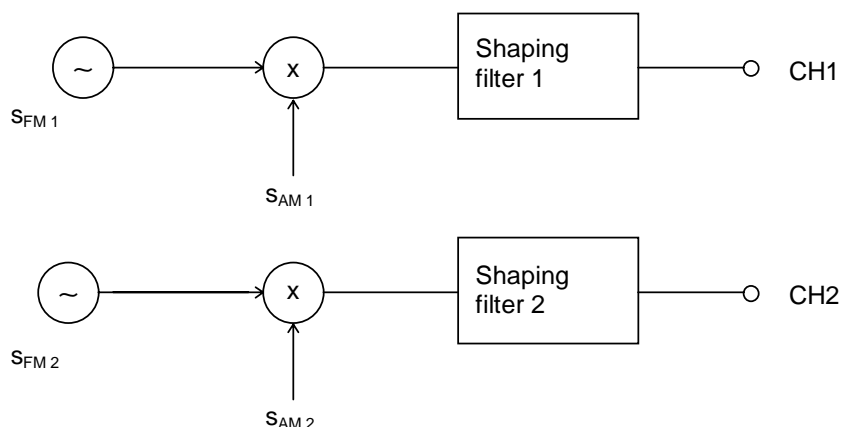 ~
x
Shaping
filter 1
CH1
sFM 1
sAM 1
~
x
Shaping
filter 2
CH2
sFM 2
sAM 2